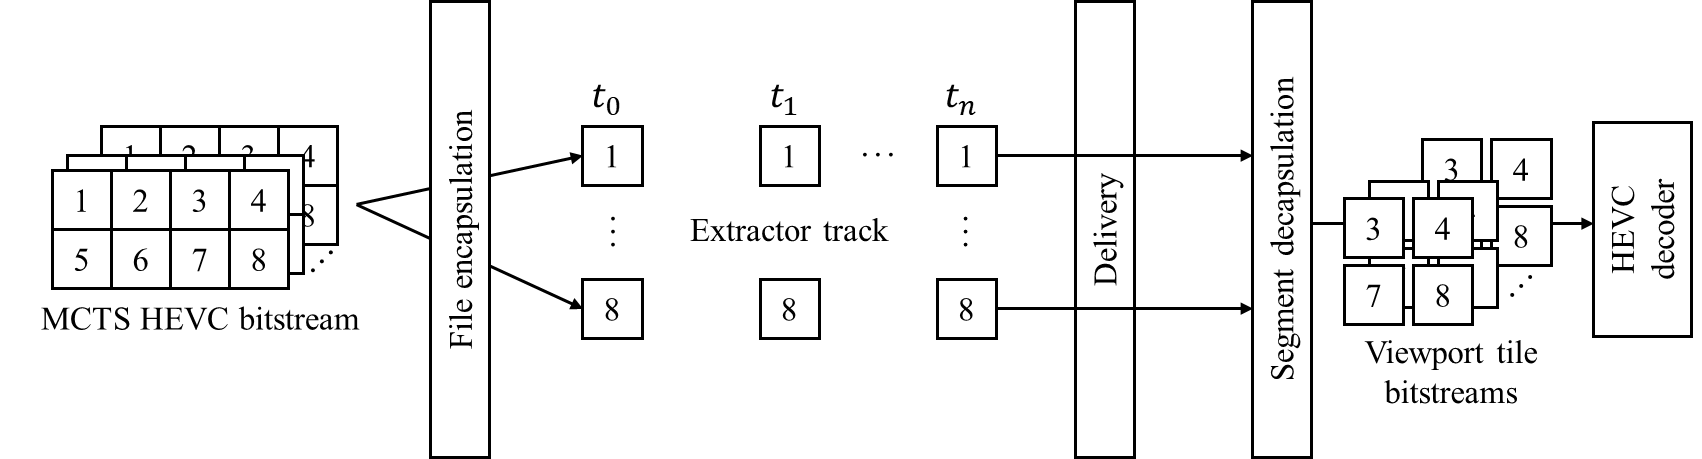 1 2 3 4
8
1 2 3 4
5 6 7 8
MCTS HEVC bitstream
File encapsulation
t₀ t₁ tₙ
1 1 ⋯ 1
⋮ Extractor track ⋮
8 8 8
Delivery
Segment decapsulation
3 4
8
3 4
7 8
Viewport tile
bitstreams
HEVC
decoder